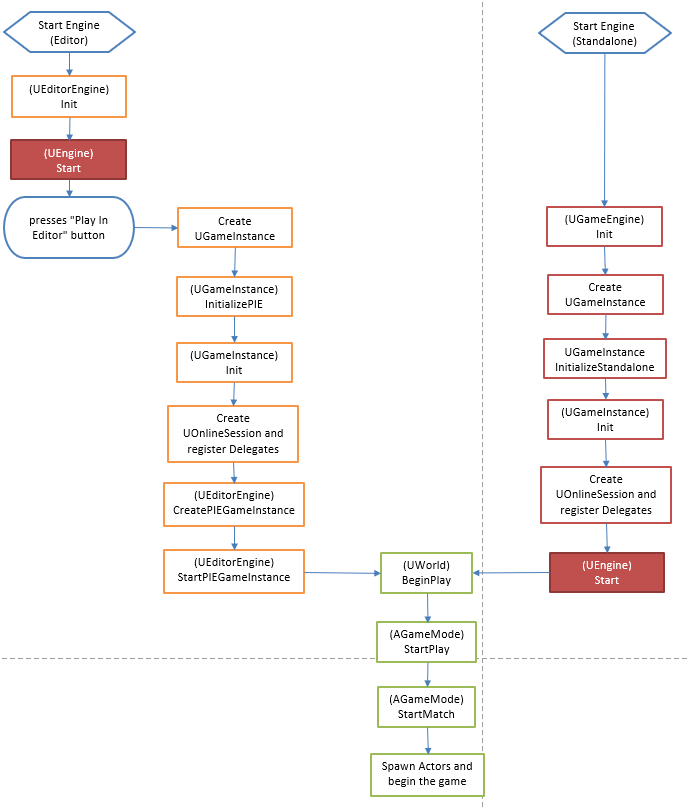 Start Engine
(Editor)
(UEditorEngine)
Init
(UEngine)
Start
presses "Play In
Editor" button
Create
UGameInstance
(UGameInstance)
InitializePIE
(UGameInstance)
Init
Create
UOnlineSession and
register Delegates
(UEditorEngine)
CreatePIEGameInstance
(UEditorEngine)
StartPIEGameInstance
Start Engine
(Standalone)
(UGameEngine)
Init
Create
UGameInstance
UGameInstance
InitializeStandalone
(UGameInstance)
Init
Create
UOnlineSession and
register Delegates
(UEngine)
Start
(UWorld)
BeginPlay
(AGameMode)
StartPlay
(AGameMode)
StartMatch
Spawn Actors and
begin the game